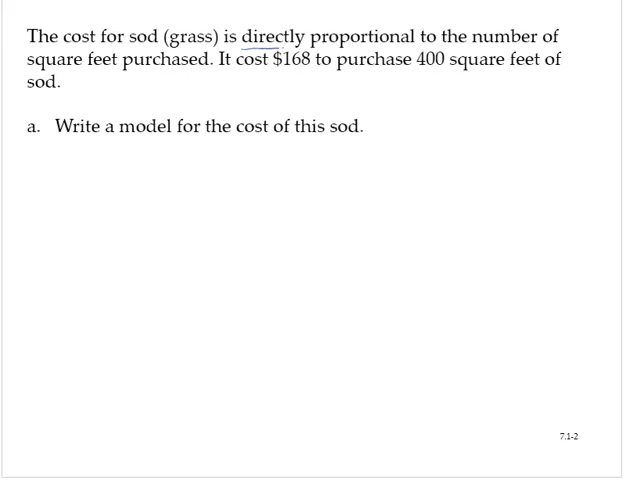 The cost for sod (grass) is directly proportional to the number of
square feet purchased. It cost $168 to purchase 400 square feet of
sod.
a. Write a model for the cost of this sod.
7.1-2